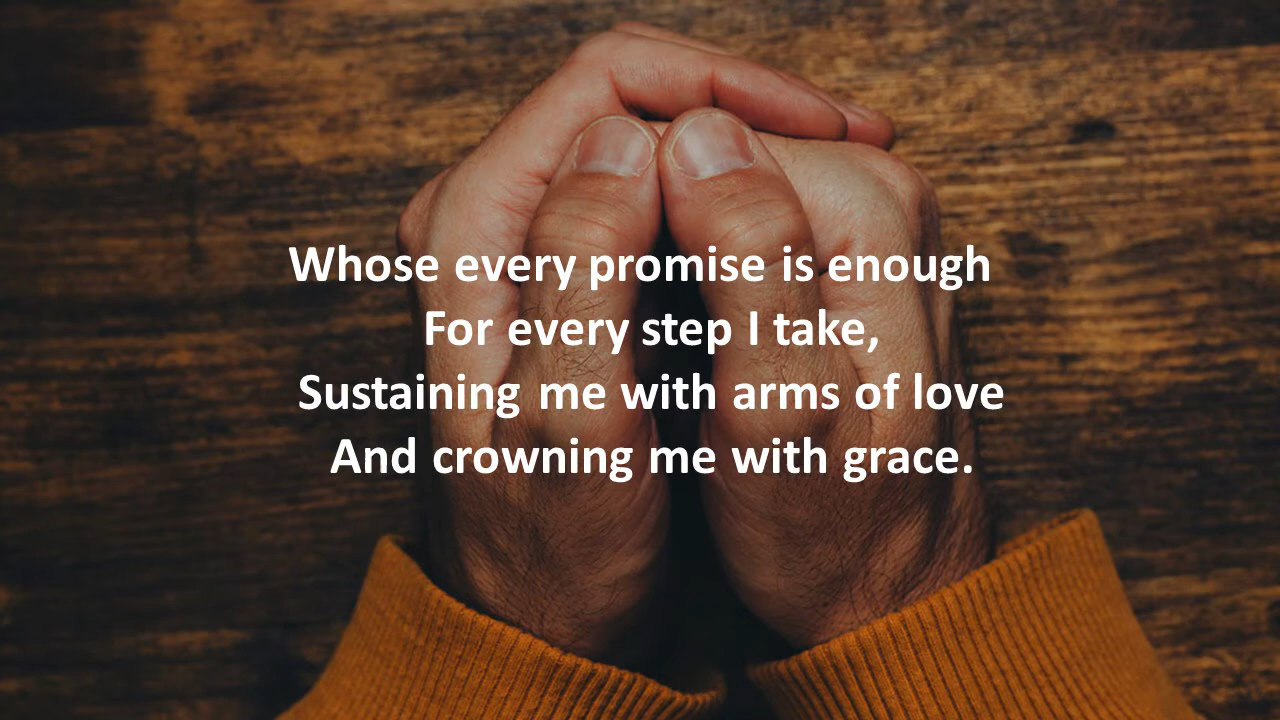 Whose every promise is enough
For every step I take,
Sustaining me with arms of love
And crowning me with grace.